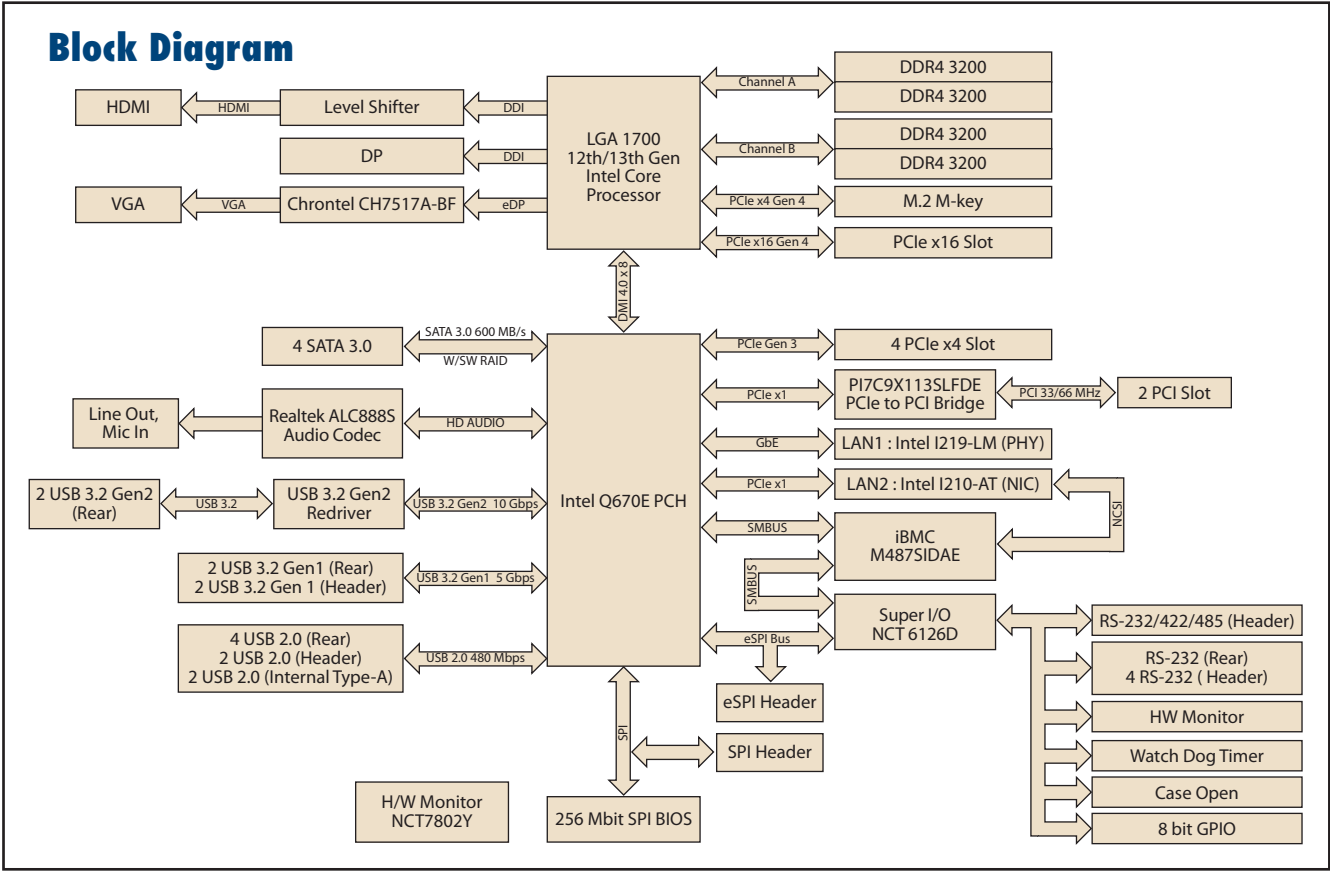 Block Diagram
HDMI
HDMI
Level Shifter
DDI
DP
DDI
VGA
VGA
Chrontel CH7517A-BF
eDP
LGA 1700
12th/13th Gen
Intel Core
Processor
Channel A
DDR4 3200
DDR4 3200
Channel B
DDR4 3200
DDR4 3200
PCIe x4 Gen 4
M.2 M-key
PCIe x16 Gen 4
PCIe x16 Slot
DMI 4.0 x 8
4 SATA 3.0
SATA 3.0 600 MB/s
W/SW RAID
Line Out,
Mic In
Realtek ALC888S
Audio Codec
HD AUDIO
2 USB 3.2 Gen2
(Rear)
USB 3.2
USB 3.2 Gen2
Redriver
USB 3.2 Gen2 10 Gbps
2 USB 3.2 Gen1 (Rear)
2 USB 3.2 Gen 1 (Header)
USB 3.2 Gen1 5 Gbps
4 USB 2.0 (Rear)
2 USB 2.0 (Header)
2 USB 2.0 (Internal Type-A)
USB 2.0 480 Mbps
Intel Q670E PCH
PCIe Gen 3
4 PCIe x4 Slot
PCIe x1
PI7C9X113SLFDE
PCIe to PCI Bridge
PCI 33/66 MHz
2 PCI Slot
GbE
LAN1 : Intel I219-LM (PHY)
PCIe x1
LAN2 : Intel I210-AT (NIC)
NCSI
SMBUS
iBMC
M487SIDAE
SMBUS
Super I/O
NCT 6126D
eSPI Bus
eSPI Header
SPI
SPI Header
256 Mbit SPI BIOS
H/W Monitor
NCT7802Y
RS-232/422/485 (Header)
RS-232 (Rear)
4 RS-232 ( Header)
HW Monitor
Watch Dog Timer
Case Open
8 bit GPIO